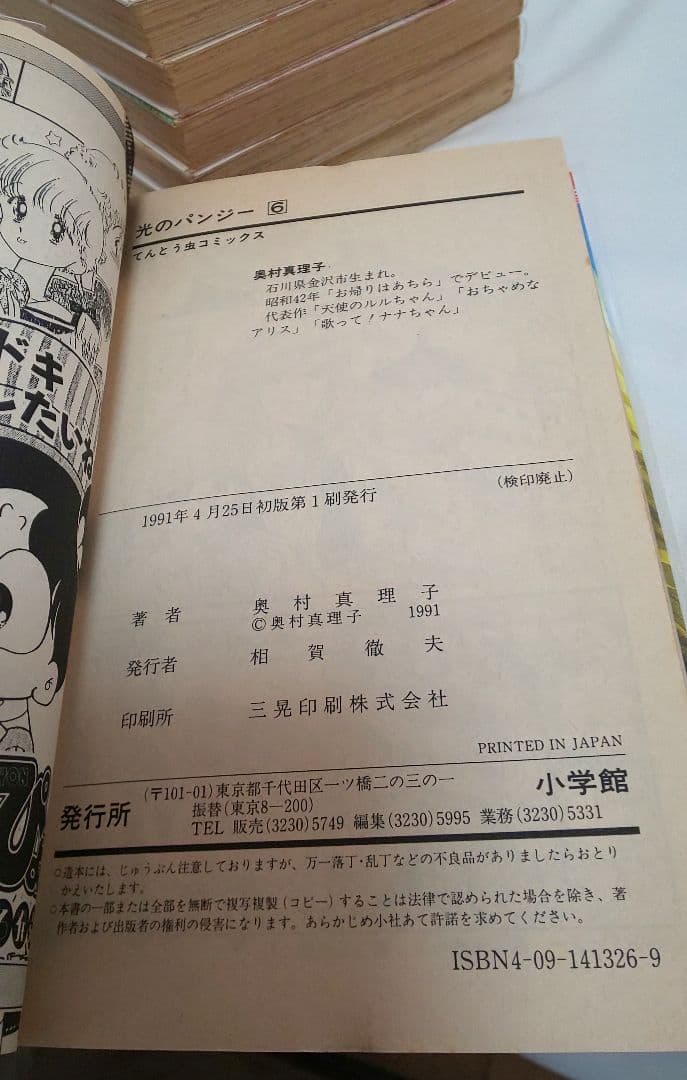 光のパンジー 6
てんとう虫コミックス
奥村真理子
石川県金沢市生まれ。
昭和42年「お帰りはあちら」でデビュー。
代表作「天使のルルちゃん」「おちゃめな
アリス」「歌って!ナナちゃん」
1991年4月25日初版第1刷発行
(検印廃止)
著者 奥村真理子
©奥村真理子 1991
発行者 相賀徹夫
印刷所 三晃印刷株式会社
PRINTED IN JAPAN
発行所 (〒101-01)東京都千代田区一ツ橋二の三の一 小学館
振替(東京8-200)
TEL 販売(3230)5749 編集(3230)5995 業務(3230)5331
○造本には、じゅうぶん注意しておりますが、万一落丁・乱丁などの不良品がありましたらおとり
かえいたします。
○本書の一部または全部を無断で複写複製(コピー)することは法律で認められた場合を除き、著
作者および出版者の権利の侵害になります。あらかじめ小社あて許諾を求めてください。
ISBN4-09-141326-9
ドキ
したいね